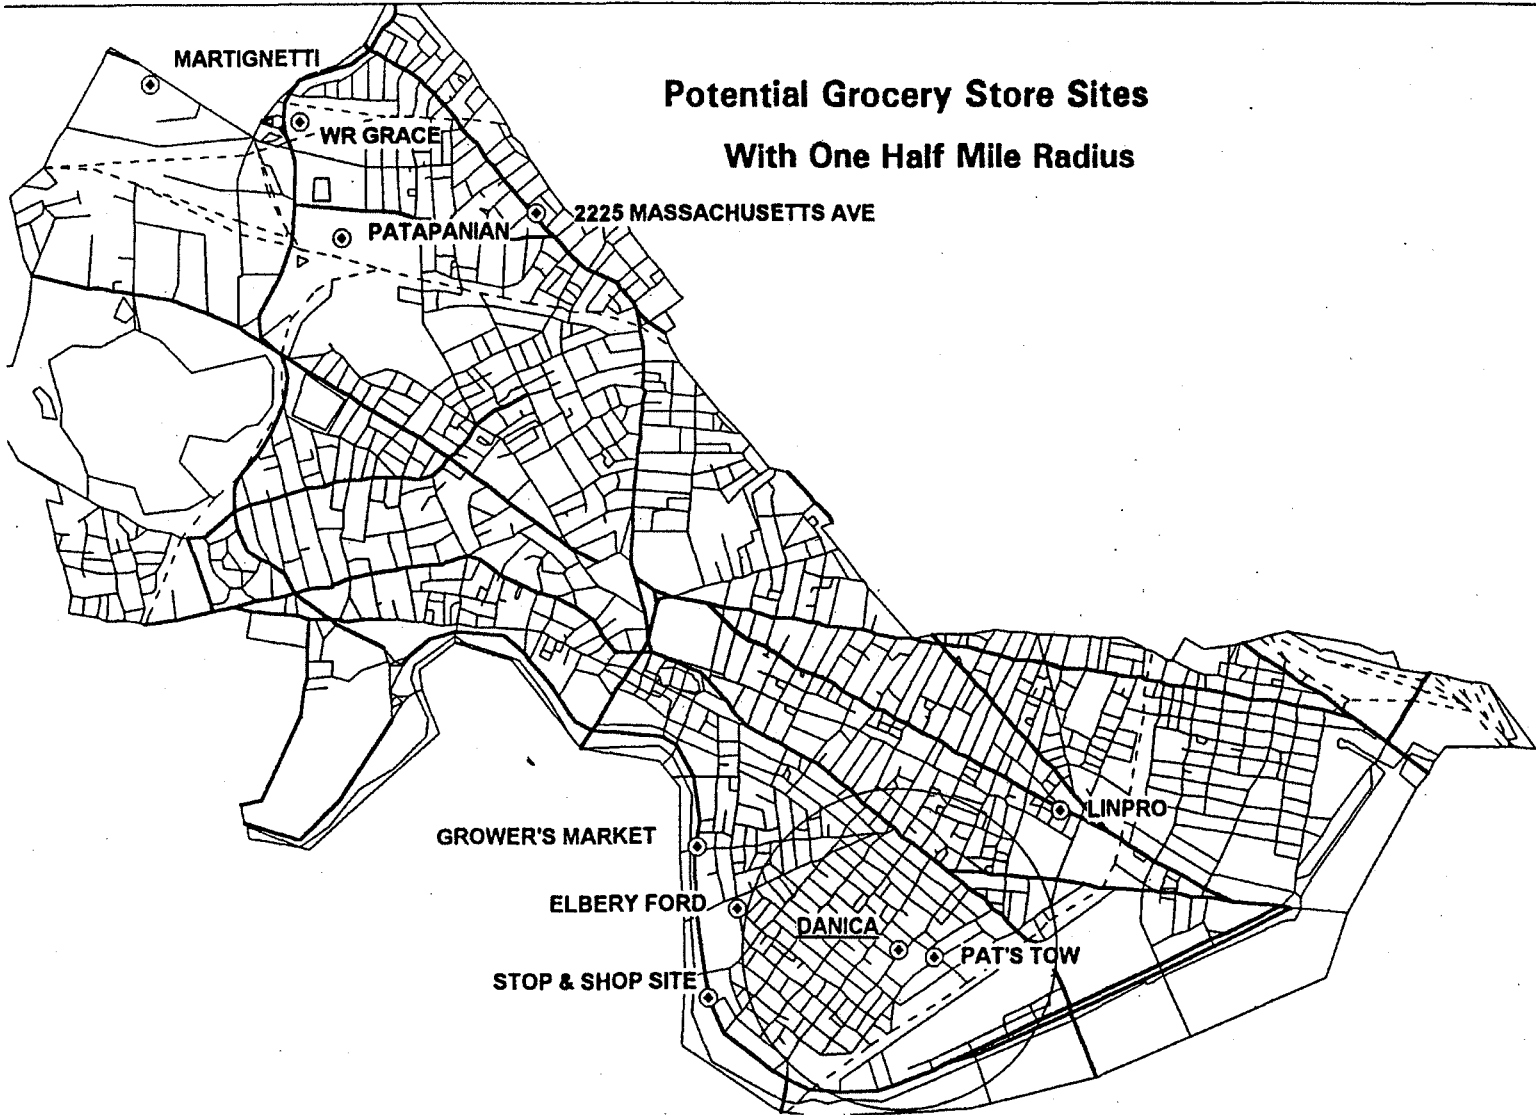 MARTIGNETTI
Potential Grocery Store Sites
With One Half Mile Radius
WR GRACE
2225 MASSACHUSETTS AVE
PATAPANIAN
LINPRO
GROWER'S MARKET
ELBERY FORD
DANICA
PAT'S TOW
STOP & SHOP SITE